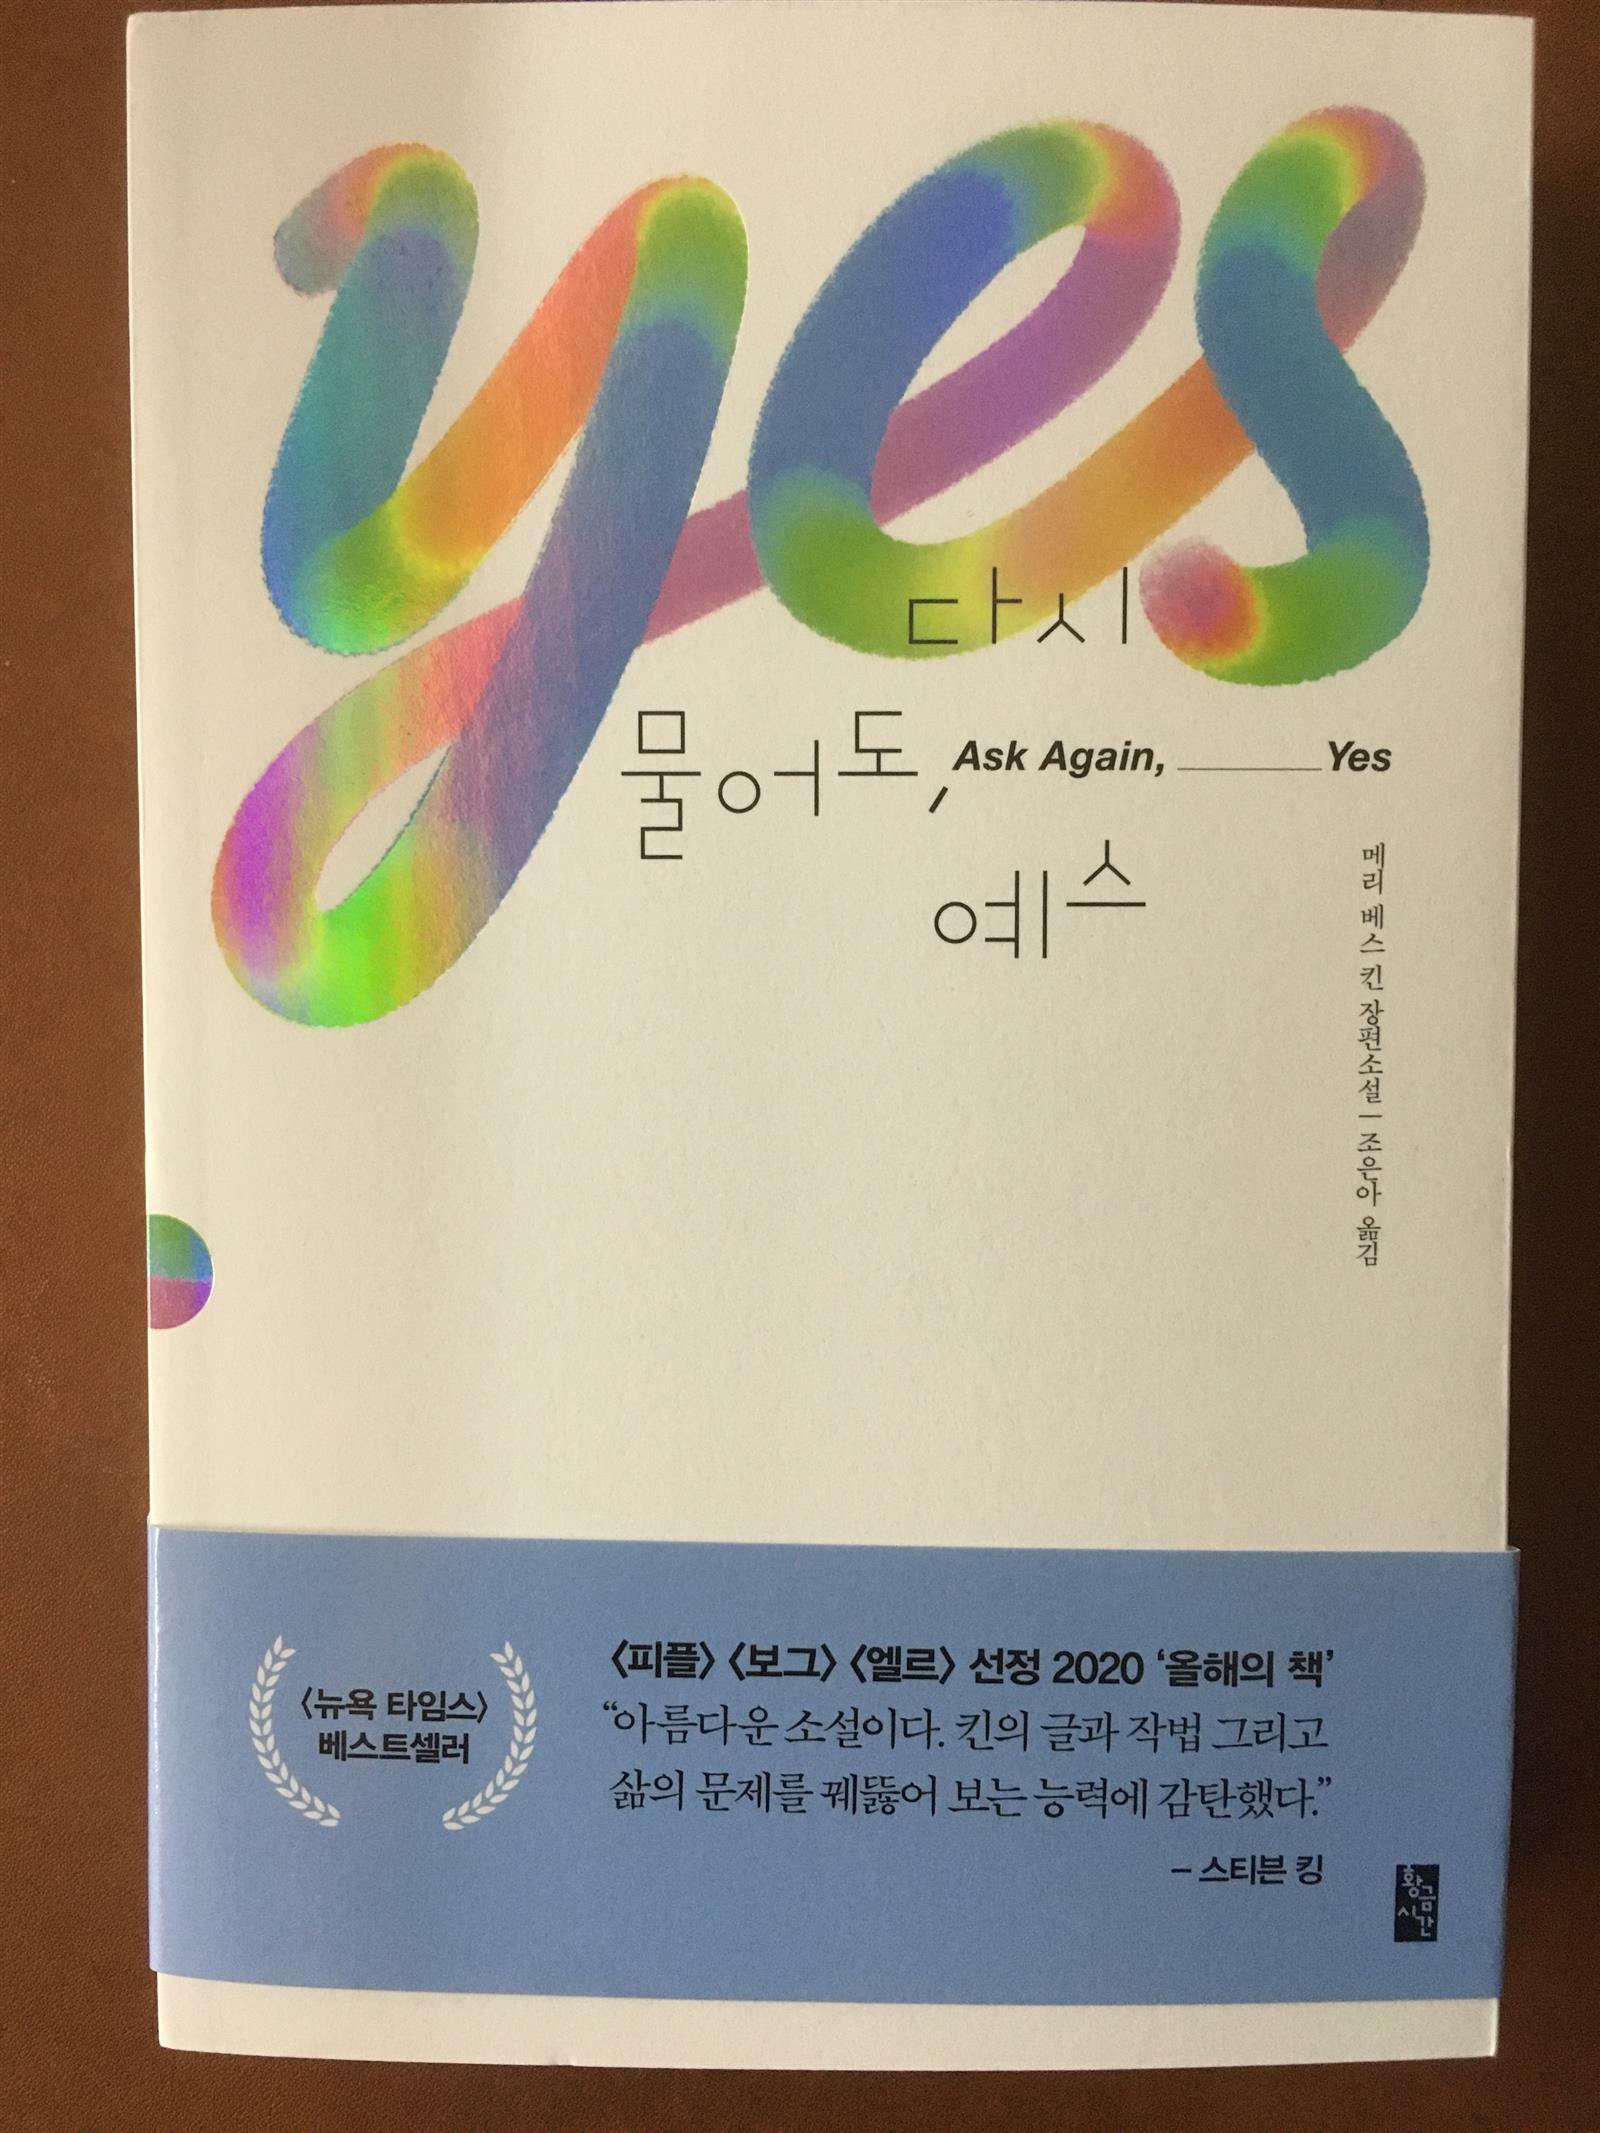 yes
다시
물어도,
Ask Again, Yes
예스
메리 베스 킨 장편소설 | 조은아 옮김
<뉴욕 타임스>
베스트셀러
<피플> <보그> <엘르> 선정 2020 ‘올해의 책’
“아름다운 소설이다. 킨의 글과 작법 그리고
삶의 문제를 꿰뚫어 보는 능력에 감탄했다.”
– 스티븐 킹
황금
시간